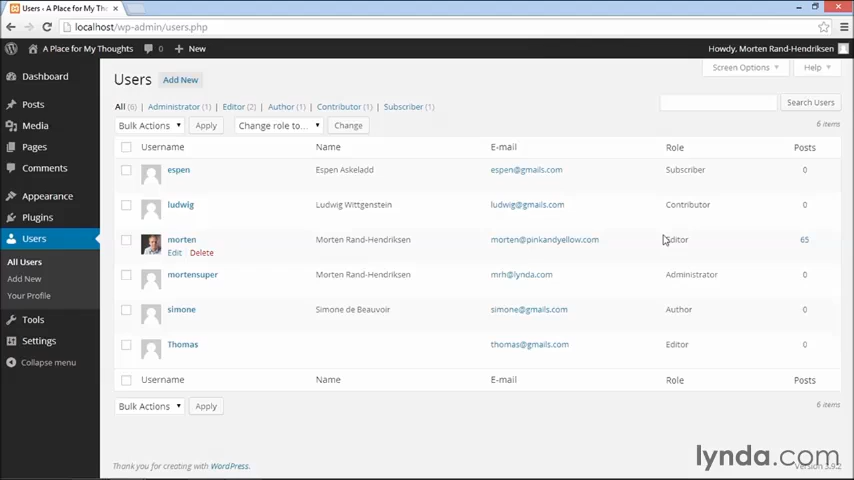 Users ‹ A Place for My Thou
localhost/wp-admin/users.php
A Place for My Thoughts 0 + New Howdy, Morten Rand-Hendriksen
Dashboard
Posts
Media
Pages
Comments
Appearance
Plugins
Users
All Users
Add New
Your Profile
Tools
Settings
Collapse menu
Screen Options Help
Users Add New
All (6) | Administrator (1) | Editor (2) | Author (1) | Contributor (1) | Subscriber (1)
Search Users
Bulk Actions Apply Change role to... Change
6 items
Username Name E-mail Role Posts
espen Espen Askeladd espen@gmails.com Subscriber 0
ludwig Ludwig Wittgenstein ludwig@gmails.com Contributor 0
morten Morten Rand-Hendriksen morten@pinkandyellow.com Editor 65
Edit | Delete
mortensuper Morten Rand-Hendriksen mrh@lynda.com Administrator 0
simone Simone de Beauvoir simone@gmails.com Author 0
Thomas thomas@gmails.com Editor 0
Username Name E-mail Role Posts
Bulk Actions Apply
6 items
lynda.com
Thank you for creating with WordPress. Version 3.9.2